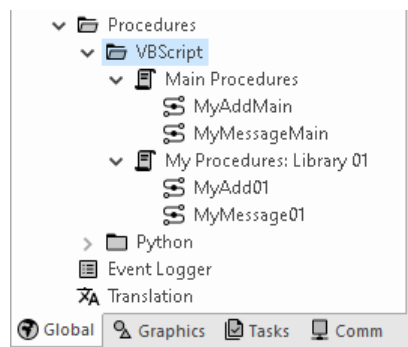 Procedures
VBScript
Main Procedures
MyAddMain
MyMessageMain
My Procedures: Library 01
MyAdd01
MyMessage01
Python
Event Logger
Translation
Global Graphics Tasks Comm